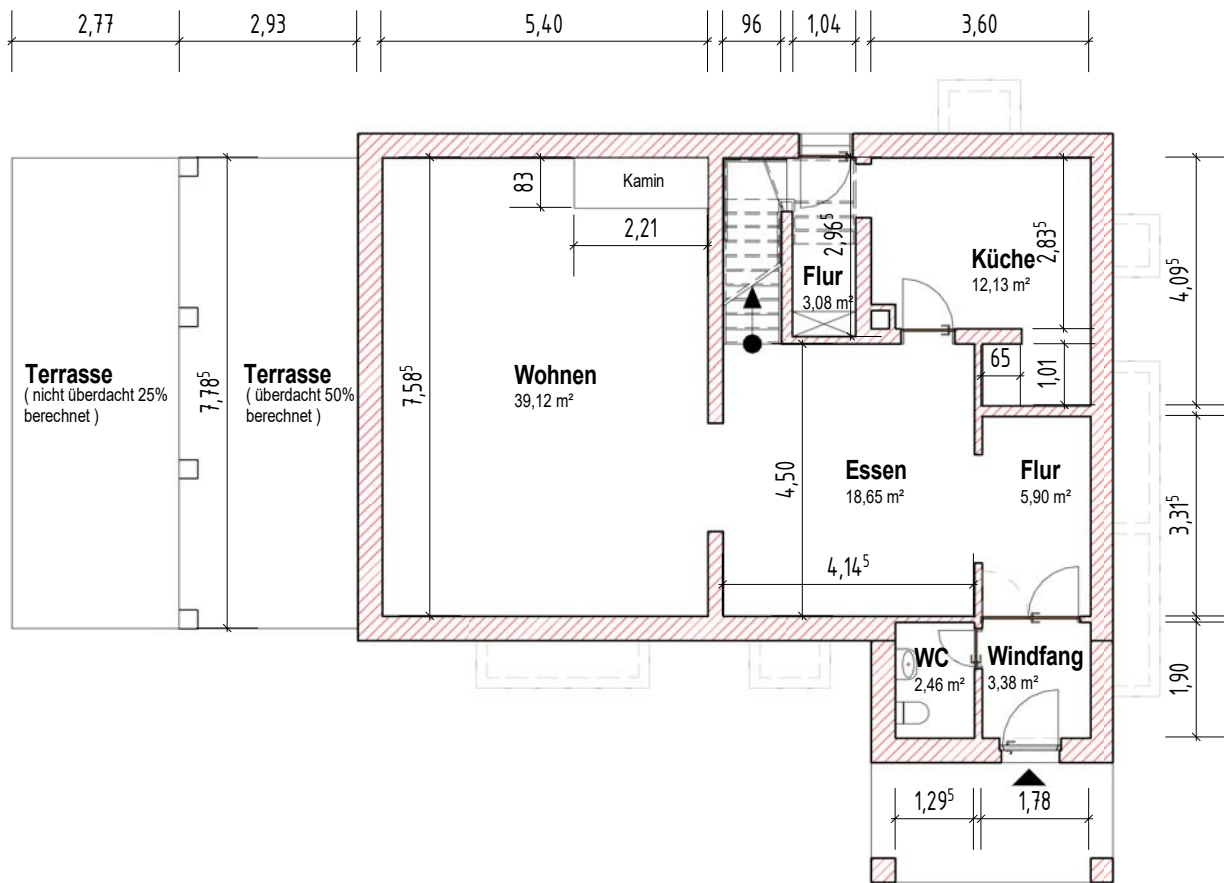 2,77
2,93
5,40
96
1,04
3,60
83
Kamin
2,21
2,96⁵
Flur
3,08 m²
Küche
12,13 m²
2,83⁵
4,09⁵
Terrasse
( nicht überdacht 25%
berechnet )
7,78⁵
Terrasse
( überdacht 50%
berechnet )
7,58⁵
Wohnen
39,12 m²
65
1,01
4,50
Essen
18,65 m²
Flur
5,90 m²
3,31⁵
4,14⁵
WC
2,46 m²
Windfang
3,38 m²
1,90
1,29⁵
1,78